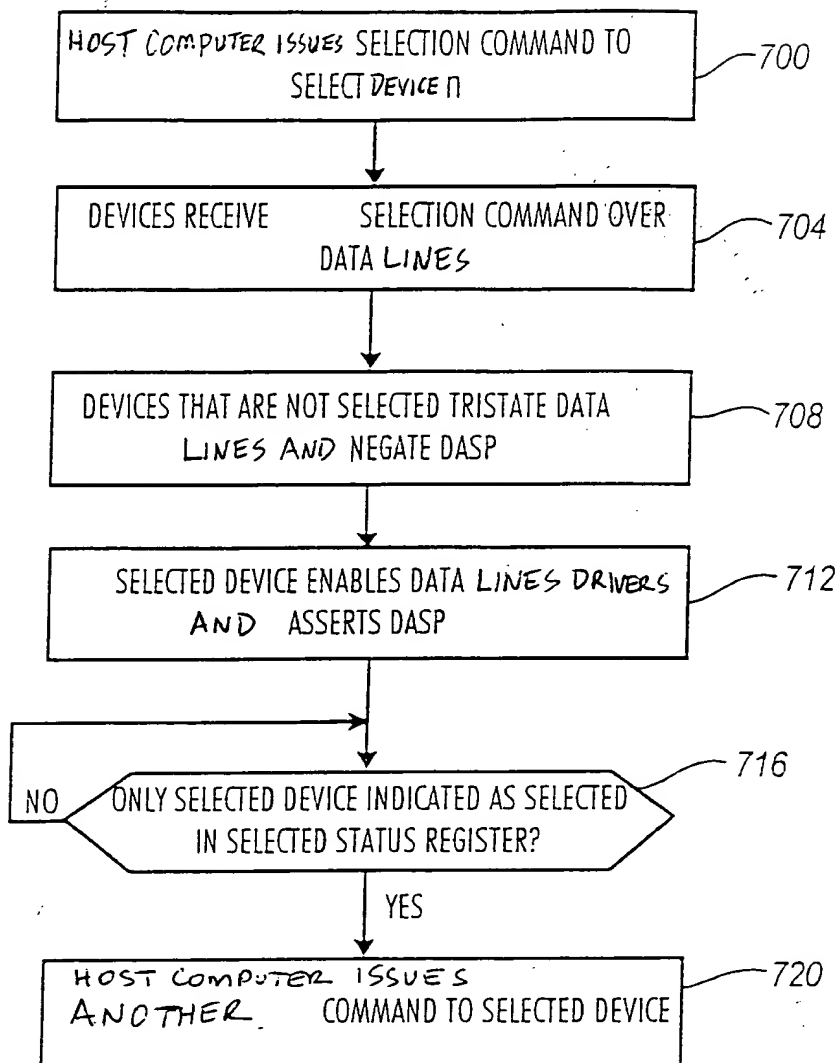 HOST COMPUTER ISSUES SELECTION COMMAND TO
SELECT DEVICE n
700
DEVICES RECEIVE SELECTION COMMAND OVER
DATA LINES
704
DEVICES THAT ARE NOT SELECTED TRISTATE DATA
LINES AND NEGATE DASP
708
SELECTED DEVICE ENABLES DATA LINES DRIVERS
AND ASSERTS DASP
712
716
NO
ONLY SELECTED DEVICE INDICATED AS SELECTED
IN SELECTED STATUS REGISTER?
YES
HOST COMPUTER ISSUES
ANOTHER. COMMAND TO SELECTED DEVICE
720